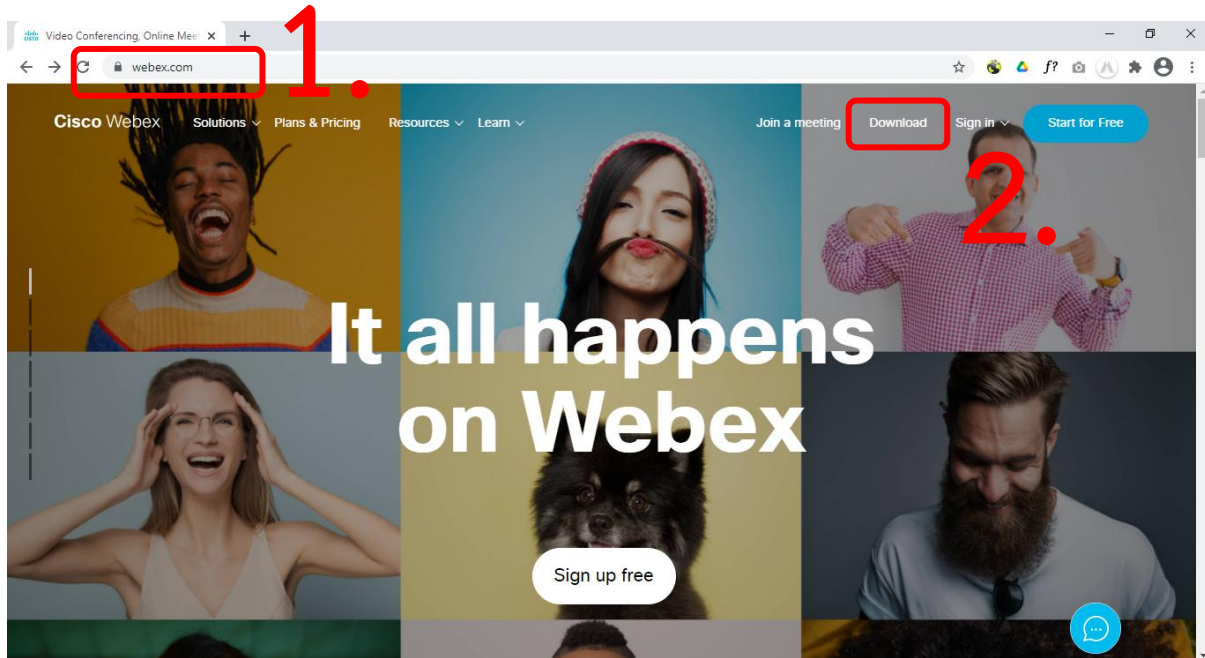 1.
Video Conferencing, Online Mee
webex.com
f?
Cisco Webex Solutions Plans & Pricing Resources Learn Join a meeting Download Sign in Start for Free
2.
It all happens
on Webex
Sign up free